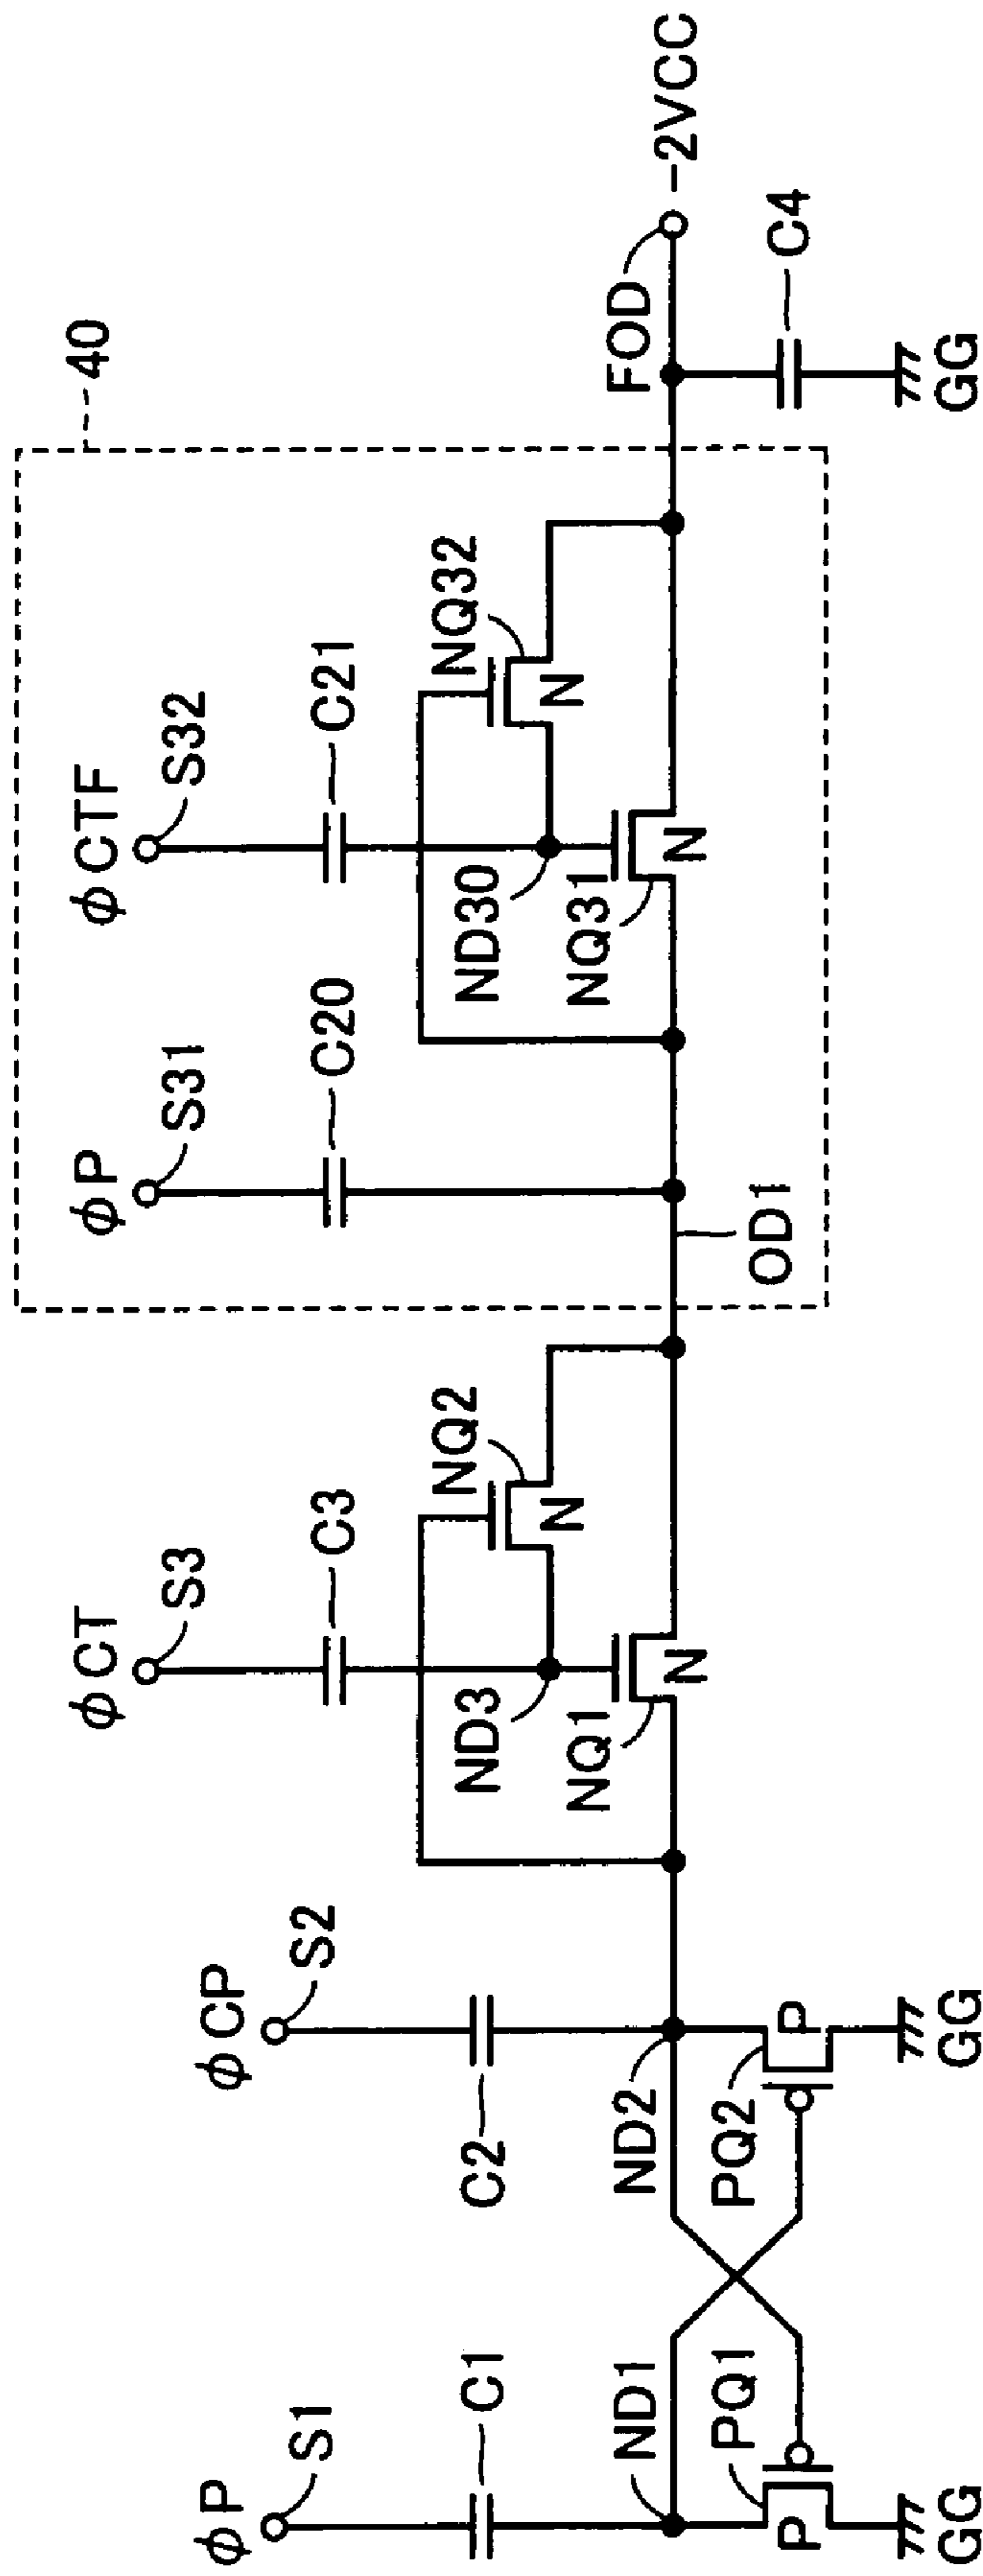 40
φCTF
S32
φP
S31
C21
C20
φCT
S3
C3
NQ32
N
ND30
NQ31
N
FOD
-2VCC
C4
GG
OD1
NQ2
N
ND3
NQ1
N
φCP
S2
C2
ND2
PQ2
P
GG
φP
S1
C1
ND1
PQ1
P
GG